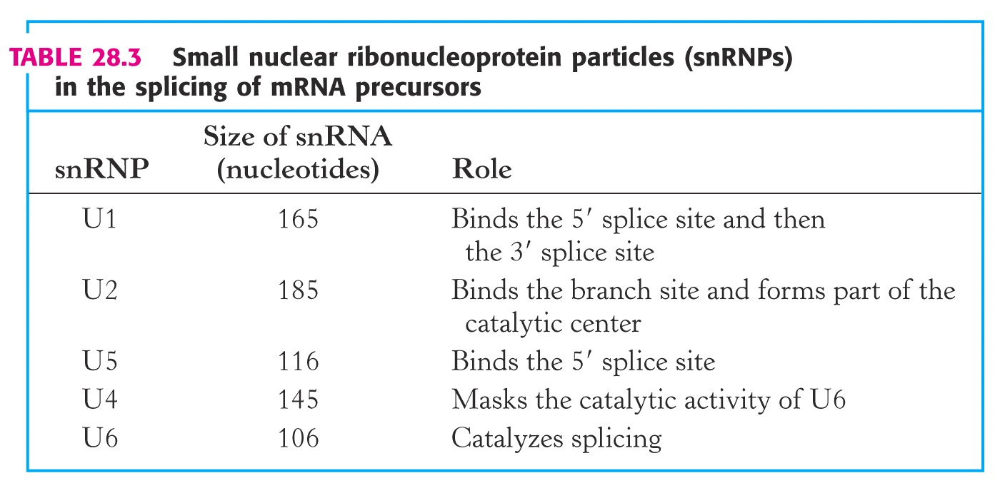 TABLE 28.3 Small nuclear ribonucleoprotein particles (snRNPs)
in the splicing of mRNA precursors
Size of snRNA
snRNP (nucleotides) Role
U1 165 Binds the 5′ splice site and then
the 3′ splice site
U2 185 Binds the branch site and forms part of the
catalytic center
U5 116 Binds the 5′ splice site
U4 145 Masks the catalytic activity of U6
U6 106 Catalyzes splicing